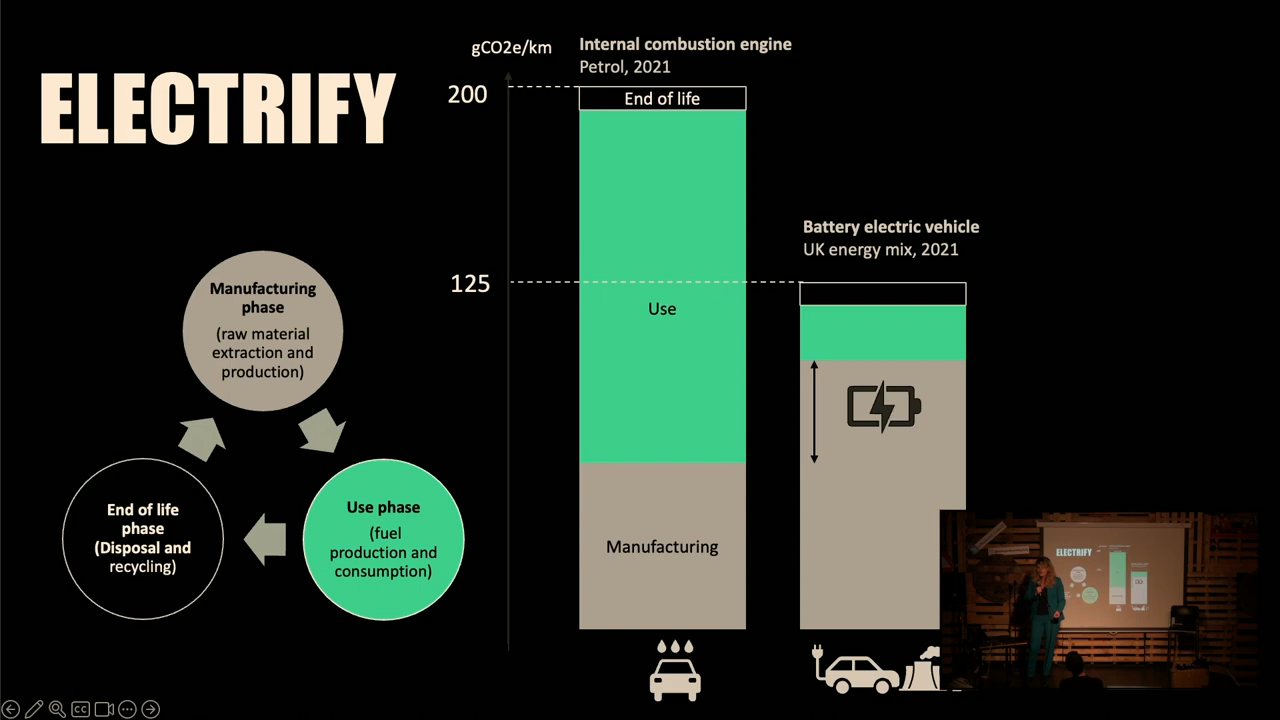 ELECTRIFY
gCO2e/km
Internal combustion engine
Petrol, 2021
200
End of life
Battery electric vehicle
UK energy mix, 2021
125
Use
Manufacturing
Manufacturing
phase
(raw material
extraction and
production)
End of life
phase
(Disposal and
recycling)
Use phase
(fuel
production and
consumption)
CC
ELECTRIFY